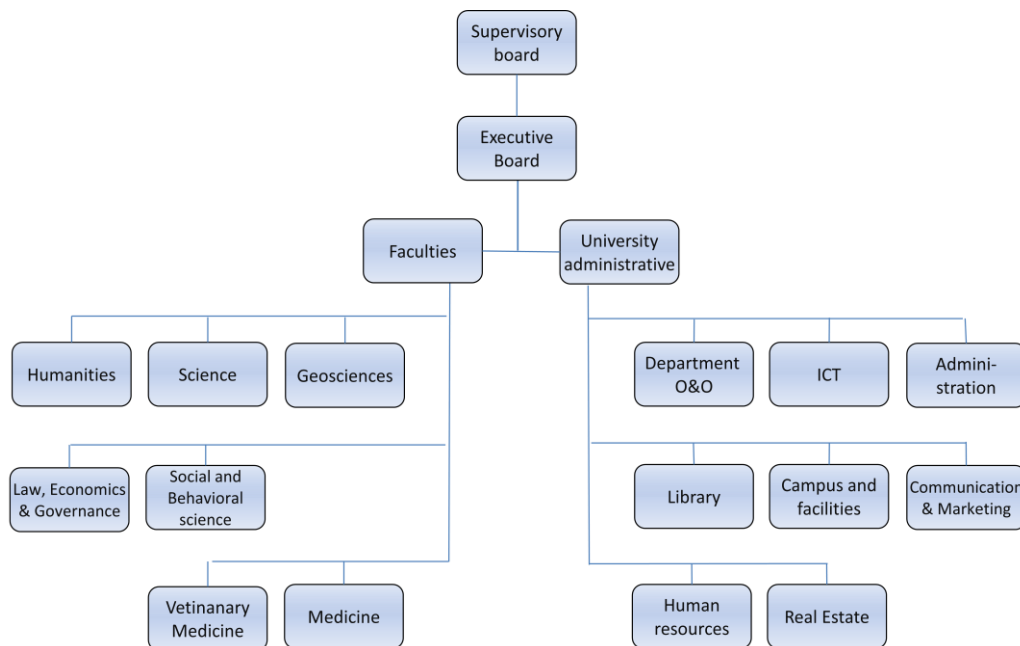 Supervisory
board
Executive
Board
Faculties
University
administrative
Humanities
Science
Geosciences
Department
O&O
ICT
Admini-
stration
Law, Economics
& Governance
Social and
Behavioral
science
Library
Campus and
facilities
Communication
& Marketing
Vetinanary
Medicine
Medicine
Human
resources
Real Estate